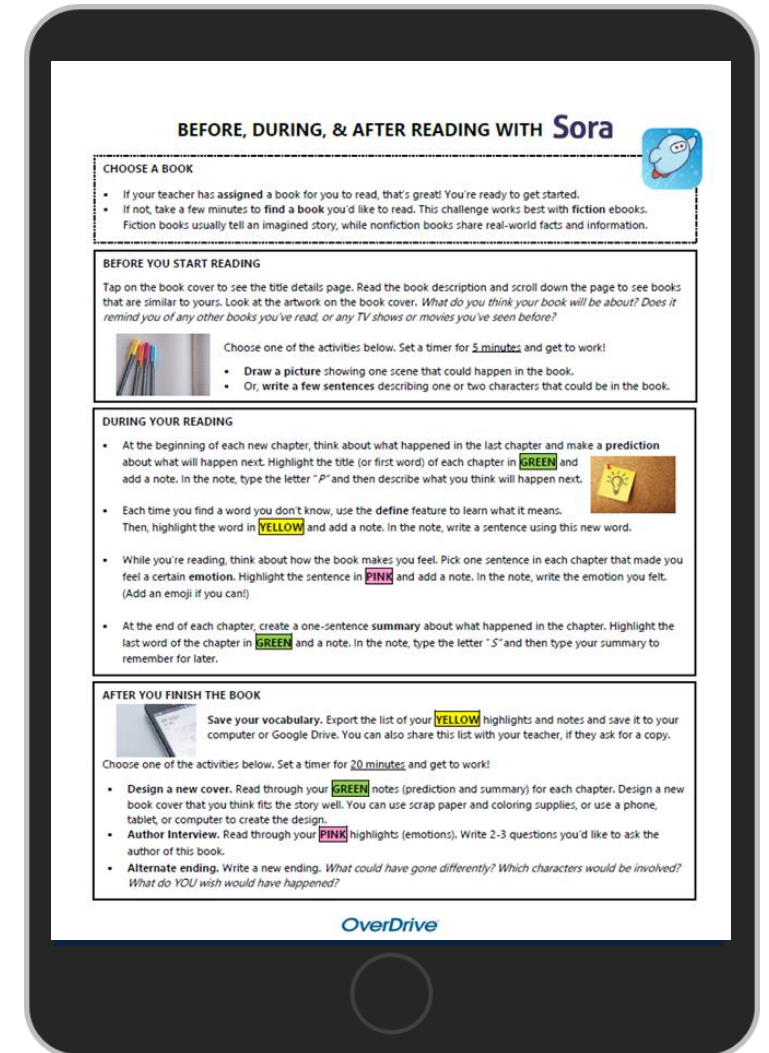 BEFORE, DURING, & AFTER READING WITH Sora
CHOOSE A BOOK
• If your teacher has assigned a book for you to read, that's great! You're ready to get started.
• If not, take a few minutes to find a book you'd like to read. This challenge works best with fiction ebooks.
Fiction books usually tell an imagined story, while nonfiction books share real-world facts and information.
BEFORE YOU START READING
Tap on the book cover to see the title details page. Read the book description and scroll down the page to see books
that are similar to yours. Look at the artwork on the book cover. What do you think your book will be about? Does it
remind you of any other books you've read, or any TV shows or movies you've seen before?
Choose one of the activities below. Set a timer for 5 minutes and get to work!
• Draw a picture showing one scene that could happen in the book.
• Or, write a few sentences describing one or two characters that could be in the book.
DURING YOUR READING
• At the beginning of each new chapter, think about what happened in the last chapter and make a prediction
about what will happen next. Highlight the title (or first word) of each chapter in GREEN and
add a note. In the note, type the letter "P" and then describe what you think will happen next.
• Each time you find a word you don't know, use the define feature to learn what it means.
Then, highlight the word in YELLOW and add a note. In the note, write a sentence using this new word.
• While you're reading, think about how the book makes you feel. Pick one sentence in each chapter that made you
feel a certain emotion. Highlight the sentence in PINK and add a note. In the note, write the emotion you felt.
(Add an emoji if you can!)
• At the end of each chapter, create a one-sentence summary about what happened in the chapter. Highlight the
last word of the chapter in GREEN and a note. In the note, type the letter "S" and then type your summary to
remember for later.
AFTER YOU FINISH THE BOOK
Save your vocabulary. Export the list of your YELLOW highlights and notes and save it to your
computer or Google Drive. You can also share this list with your teacher, if they ask for a copy.
Choose one of the activities below. Set a timer for 20 minutes and get to work!
• Design a new cover. Read through your GREEN notes (prediction and summary) for each chapter. Design a new
book cover that you think fits the story well. You can use scrap paper and coloring supplies, or use a phone,
tablet, or computer to create the design.
• Author Interview. Read through your PINK highlights (emotions). Write 2-3 questions you'd like to ask the
author of this book.
• Alternate ending. Write a new ending. What could have gone differently? Which characters would be involved?
What do YOU wish would have happened?
OverDrive